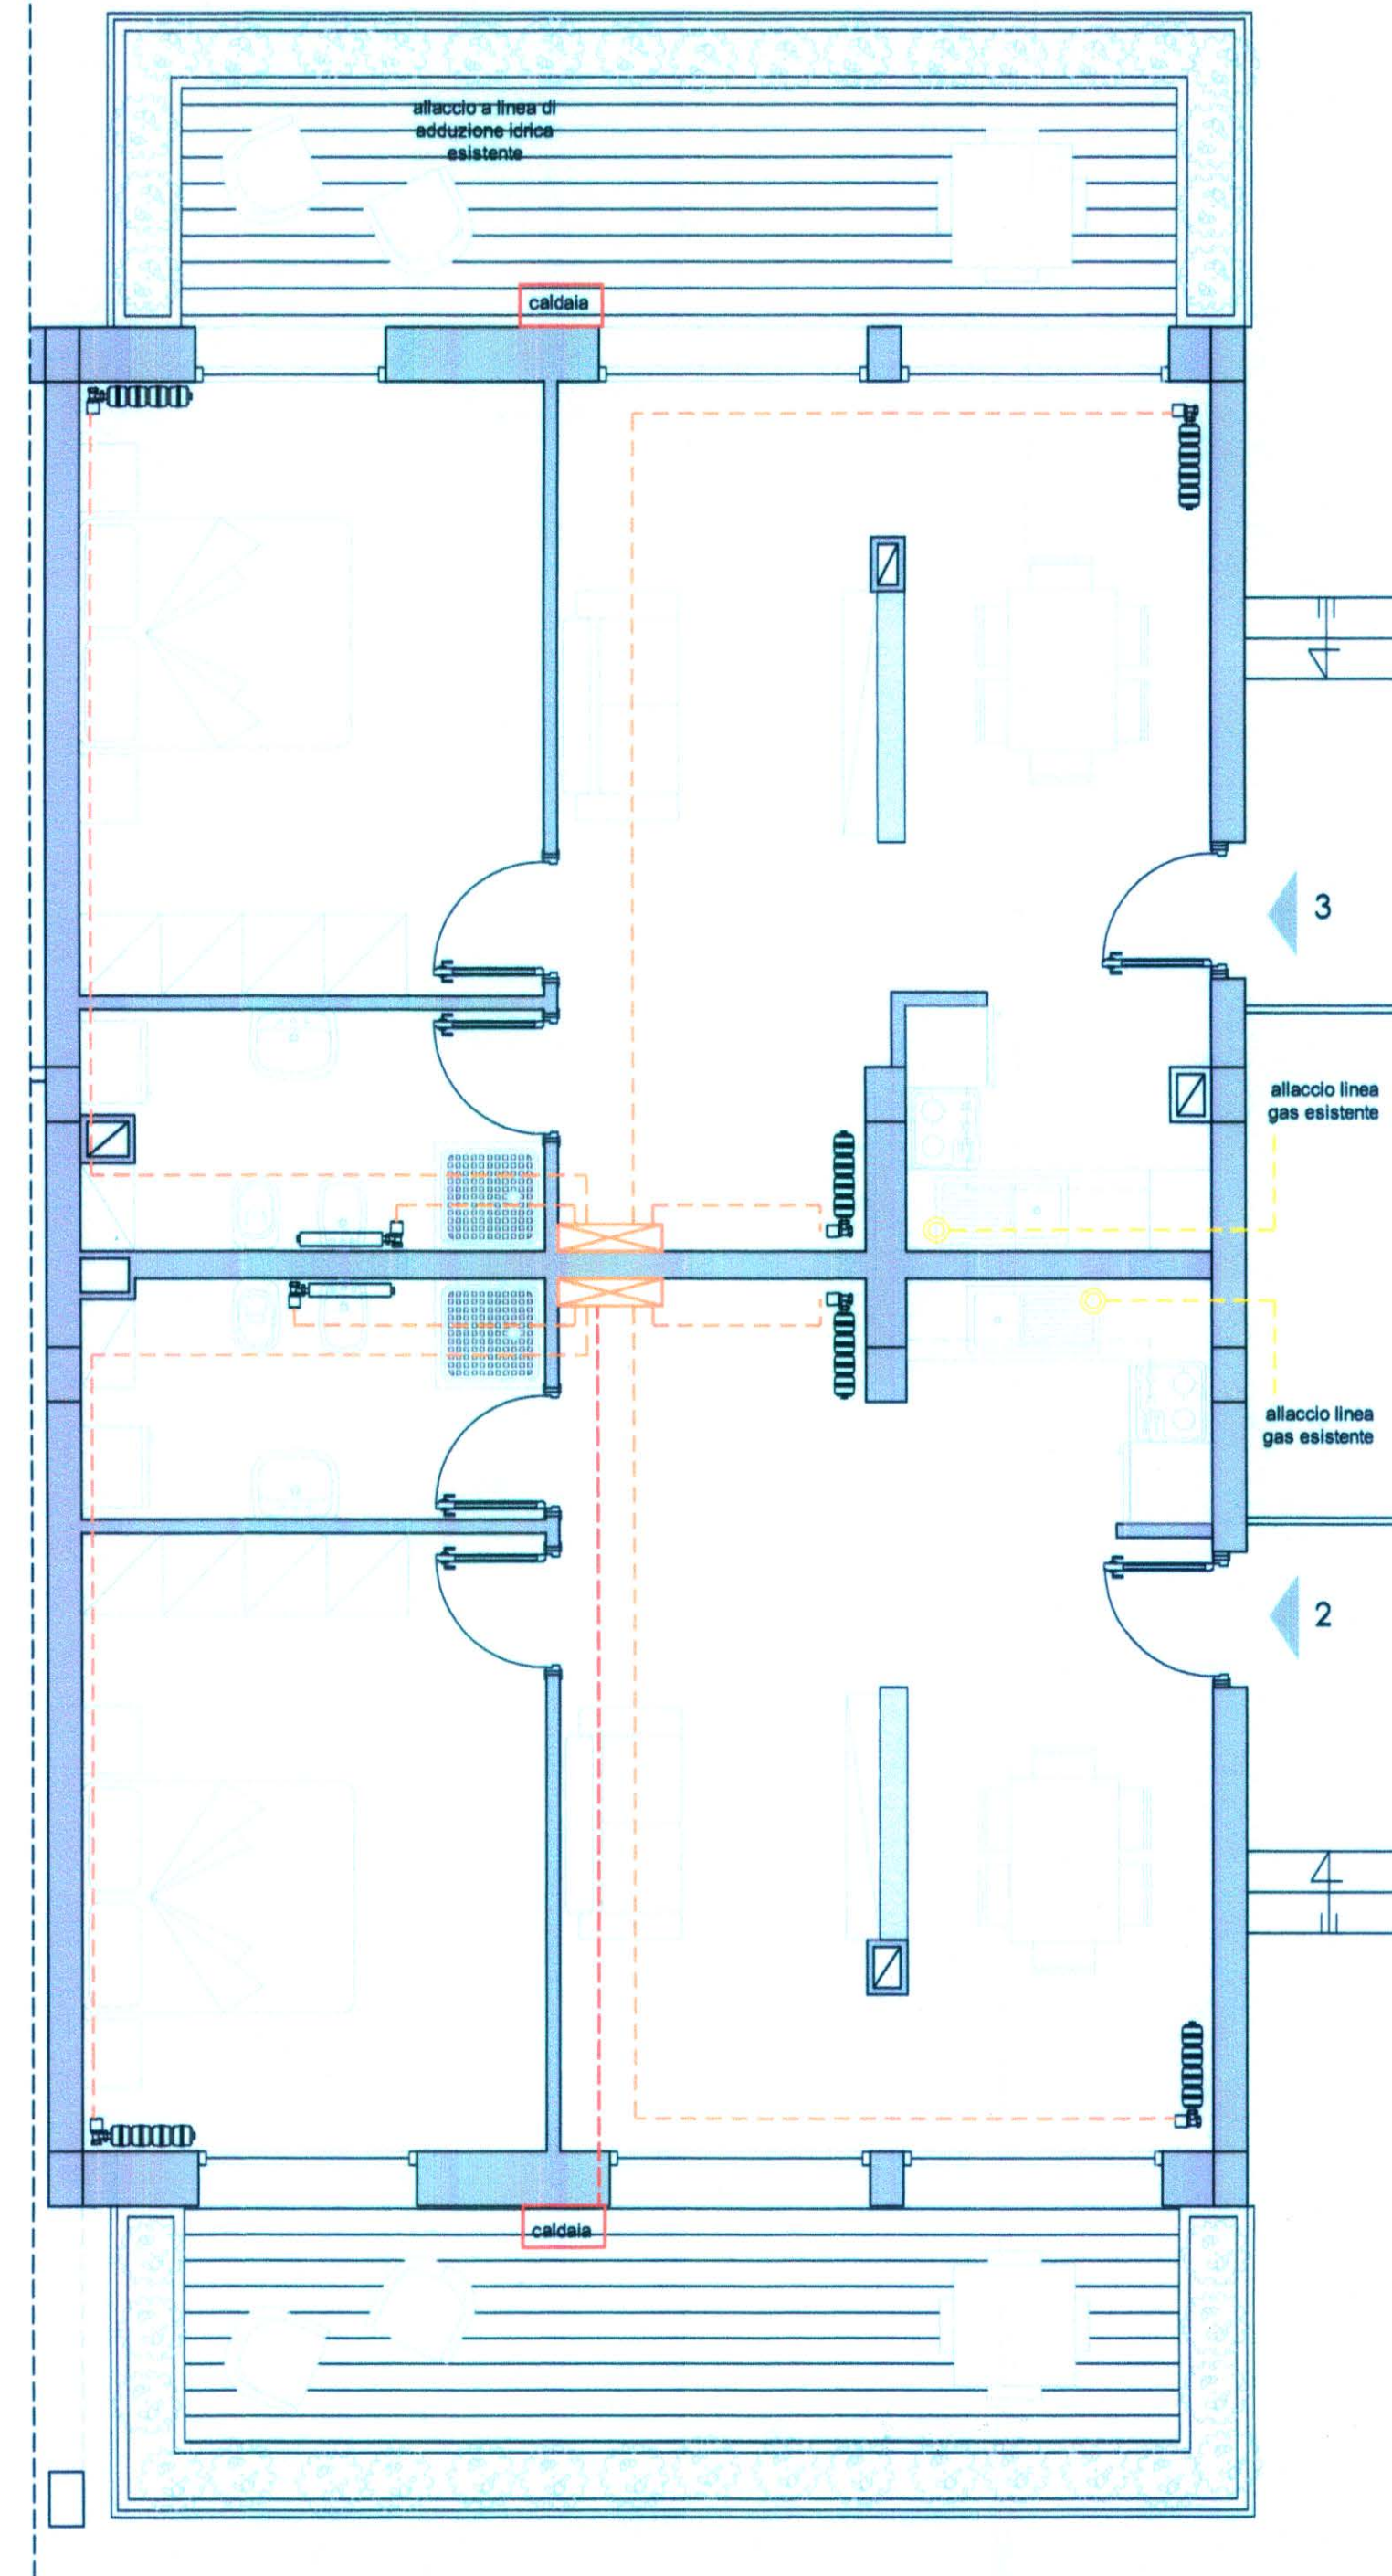 allaccio a linea di
adduzione idrica
esistente
caldaia
3
allaccio linea
gas esistente
allaccio linea
gas esistente
2
caldaia